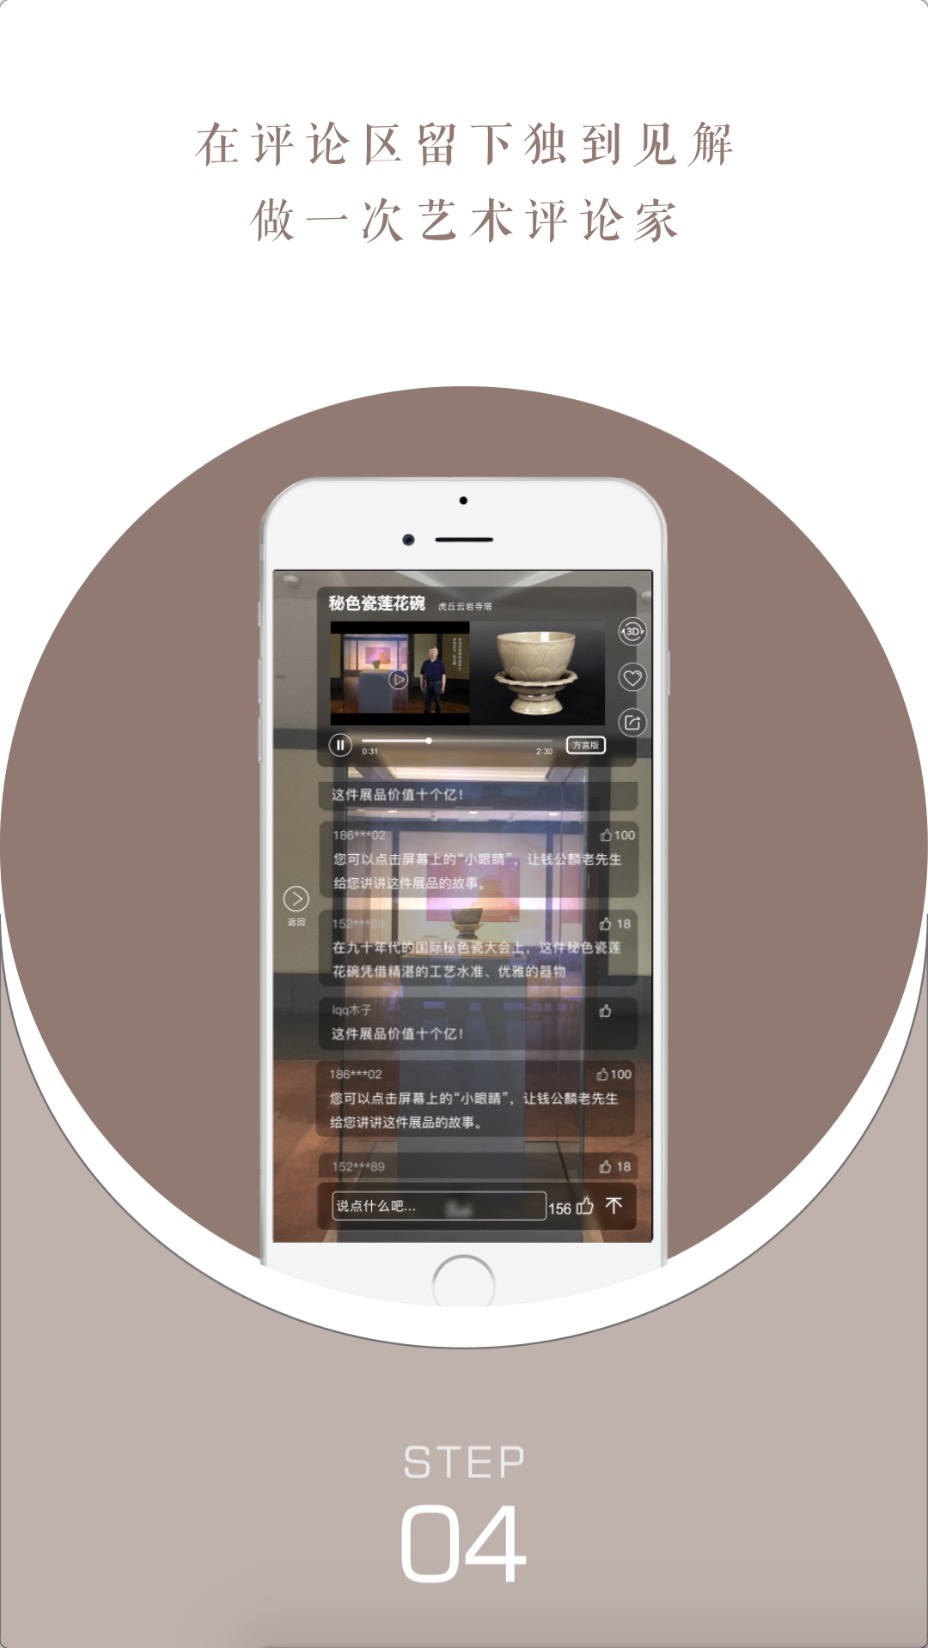 在评论区留下独到见解
做一次艺术评论家
秘色瓷莲花碗 虎丘云岩寺塔
3D
0:31 2:30 方言版
这件展品价值十个亿！
186***02 100
您可以点击屏幕上的“小眼睛”，让钱公麟老先生
给您讲讲这件展品的故事。
返回
152***89 18
在九十年代的国际秘色瓷大会上，这件秘色瓷莲
花碗凭借精湛的工艺水准、优雅的器物
lqq木子
这件展品价值十个亿！
186***02 100
您可以点击屏幕上的“小眼睛”，让钱公麟老先生
给您讲讲这件展品的故事。
152***89 18
说点什么吧... 156
STEP
04